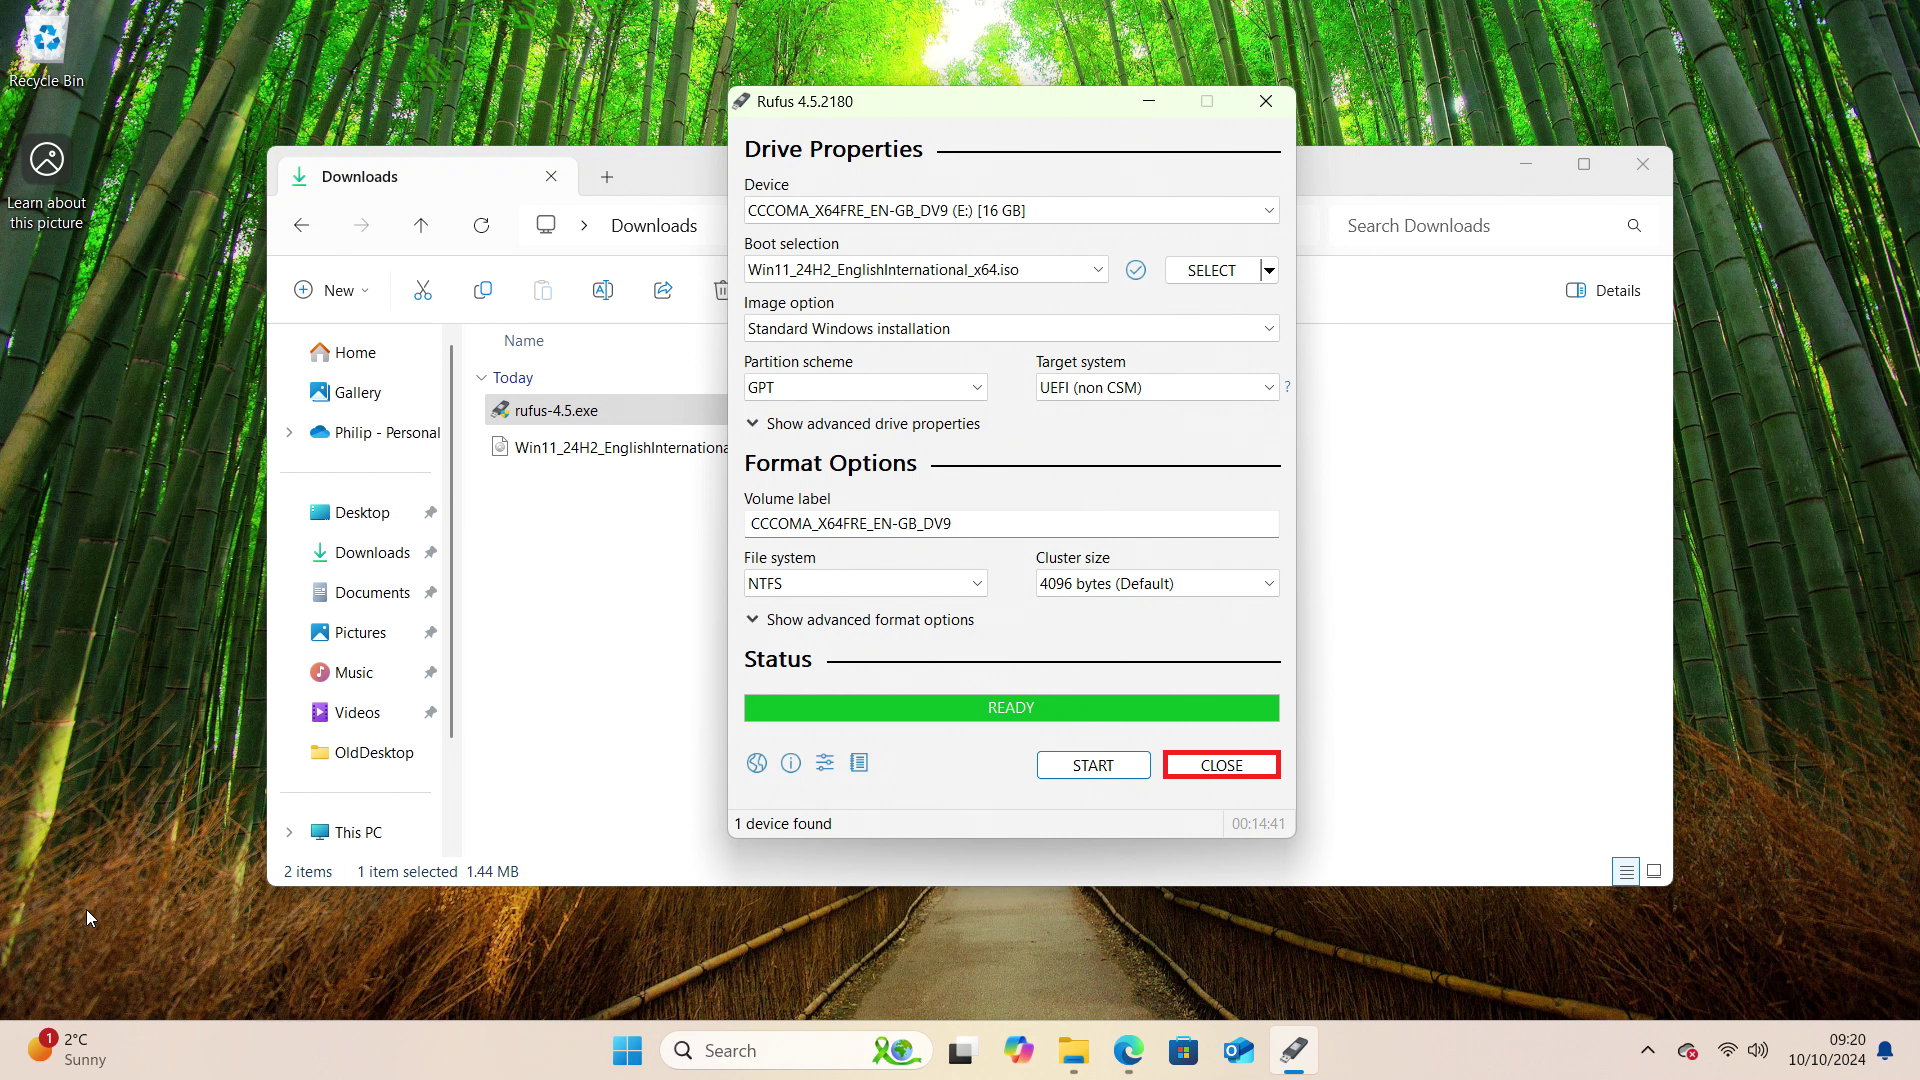 Recycle Bin
Learn about
this picture
Downloads
Downloads
Search Downloads
New
Details
Home
Gallery
Philip - Personal
Desktop
Downloads
Documents
Pictures
Music
Videos
OldDesktop
This PC
Name
Today
rufus-4.5.exe
Win11_24H2_EnglishInternationa
2 items
1 item selected 1.44 MB
Rufus 4.5.2180
Drive Properties
Device
CCCOMA_X64FRE_EN-GB_DV9 (E:) [16 GB]
Boot selection
Win11_24H2_EnglishInternational_x64.iso
SELECT
Image option
Standard Windows installation
Partition scheme
Target system
GPT
UEFI (non CSM)
?
Show advanced drive properties
Format Options
Volume label
CCCOMA_X64FRE_EN-GB_DV9
File system
Cluster size
NTFS
4096 bytes (Default)
Show advanced format options
Status
READY
START
CLOSE
1 device found
00:14:41
1
2°C
Sunny
Search
09:20
10/10/2024